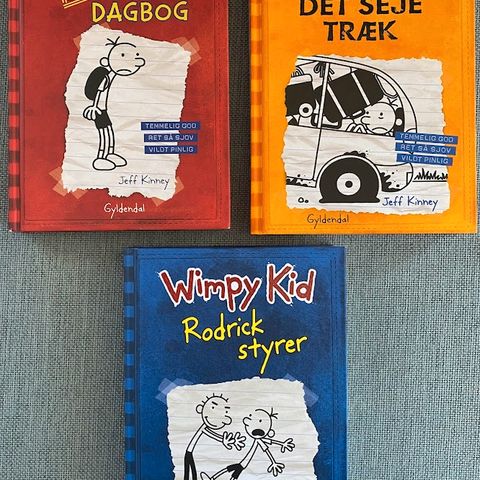 DAGBOG
TEMMELIG GOD
RET SÅ SJOV
VILDT PINLIG
Jeff Kinney
Gyldendal
DET SEJE
TRÆK
TEMMELIG GOD
RET SÅ SJOV
VILDT PINLIG
Jeff Kinney
Gyldendal
Wimpy Kid
Rodrick
styrer